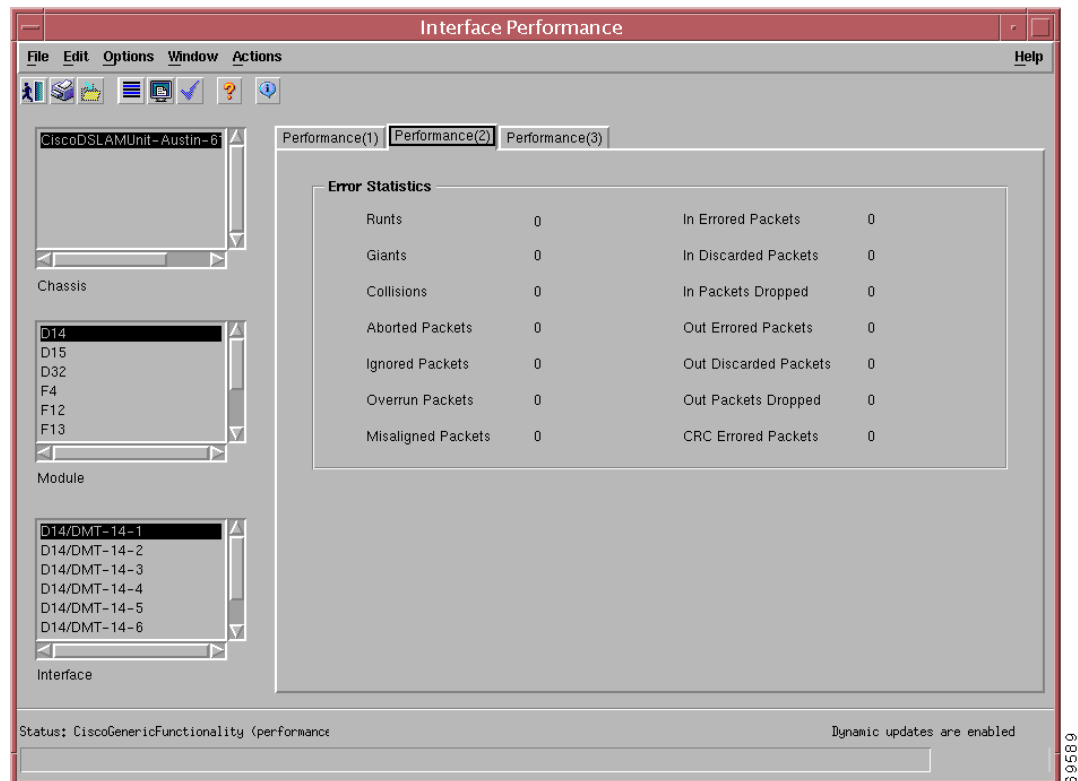 Interface Performance
File Edit Options Window Actions Help
CiscoDSLAMUnit-Austin-61
Chassis
D14
D15
D32
F4
F12
F13
Module
D14/DMT-14-1
D14/DMT-14-2
D14/DMT-14-3
D14/DMT-14-4
D14/DMT-14-5
D14/DMT-14-6
Interface
Performance(1) Performance(2) Performance(3)
Error Statistics
Runts 0 In Errored Packets 0
Giants 0 In Discarded Packets 0
Collisions 0 In Packets Dropped 0
Aborted Packets 0 Out Errored Packets 0
Ignored Packets 0 Out Discarded Packets 0
Overrun Packets 0 Out Packets Dropped 0
Misaligned Packets 0 CRC Errored Packets 0
Status: CiscoGenericFunctionality (performance Dynamic updates are enabled
69589